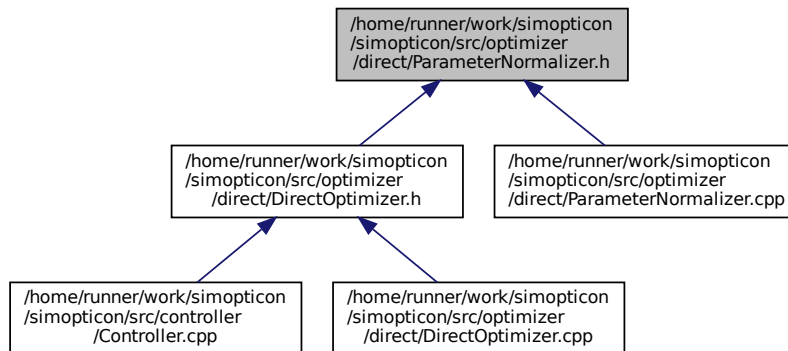 /home/runner/work/simopticon
/simopticon/src/optimizer
/direct/ParameterNormalizer.h
/home/runner/work/simopticon
/simopticon/src/optimizer
/direct/DirectOptimizer.h
/home/runner/work/simopticon
/simopticon/src/optimizer
/direct/ParameterNormalizer.cpp
/home/runner/work/simopticon
/simopticon/src/controller
/Controller.cpp
/home/runner/work/simopticon
/simopticon/src/optimizer
/direct/DirectOptimizer.cpp